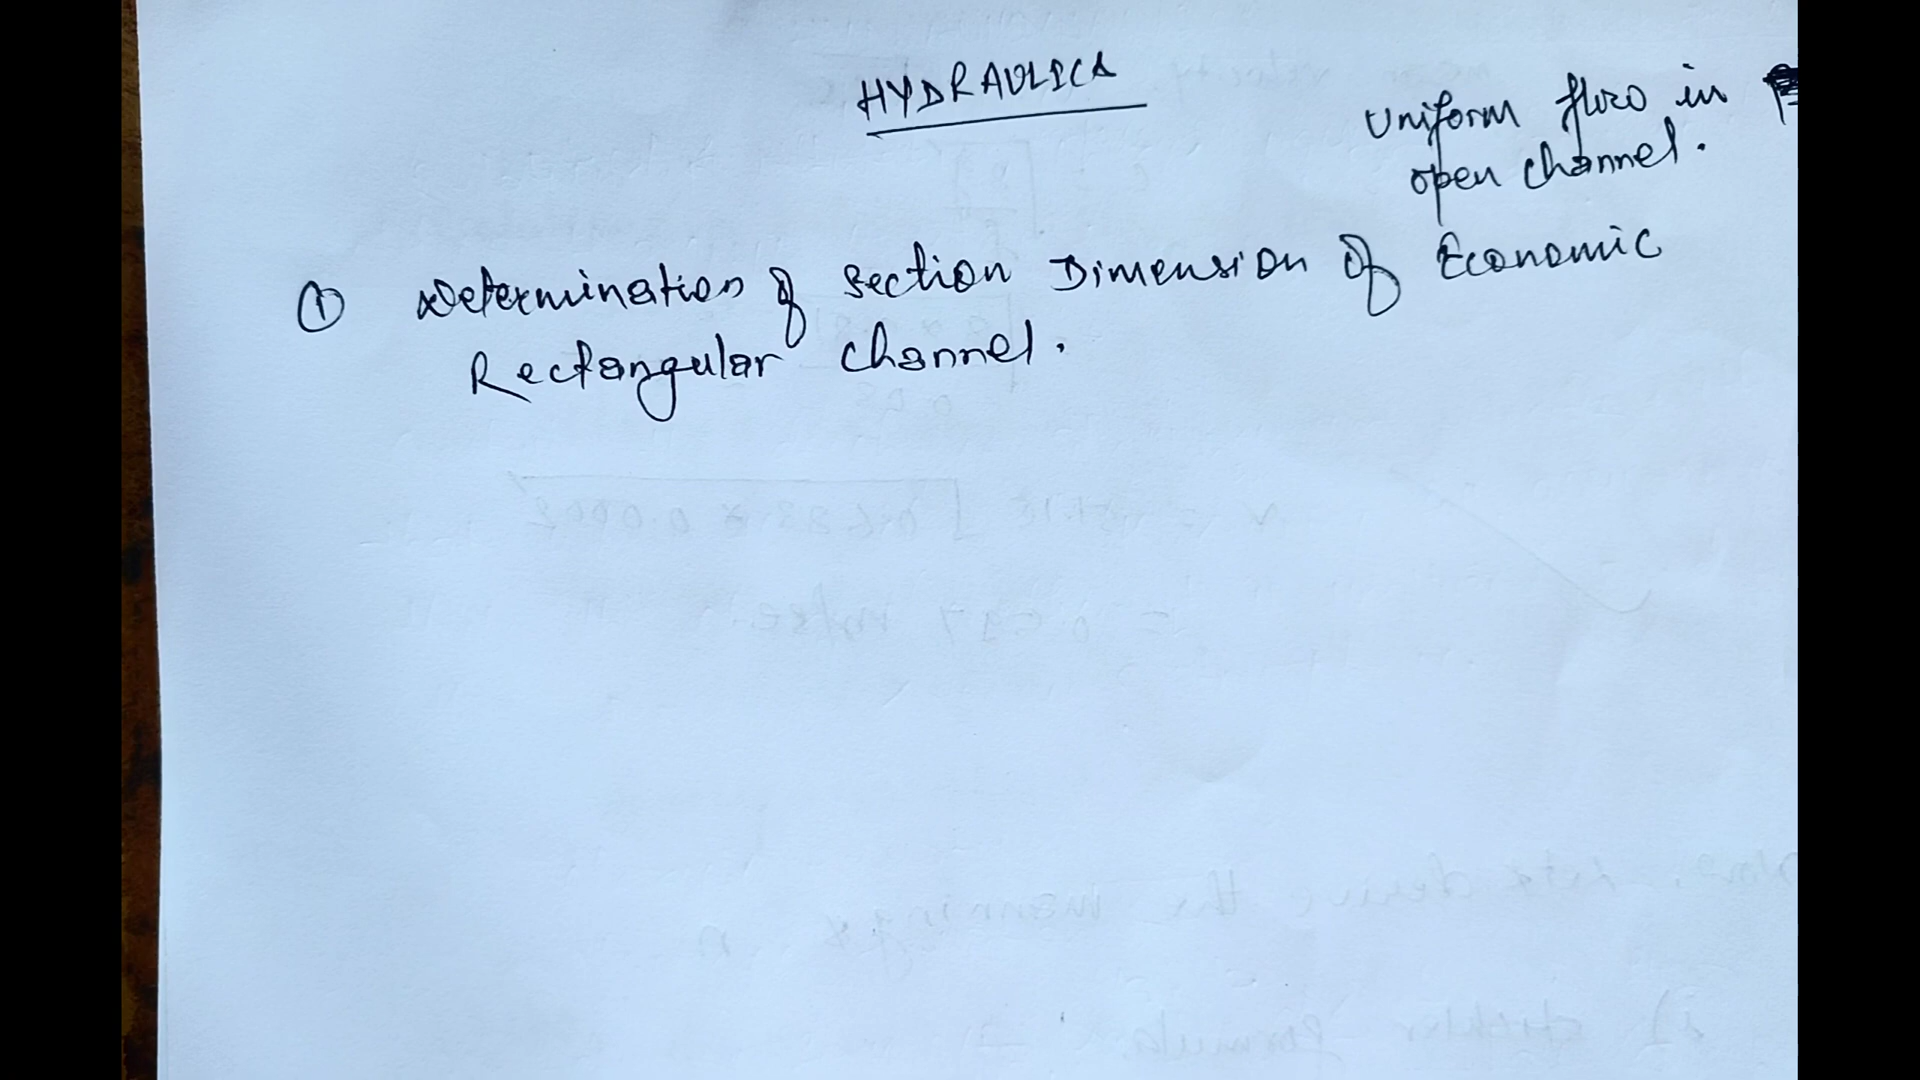 HYDRAULICS
Uniform flow in
open channel.
① Determination of section Dimension of Economic
Rectangular channel.